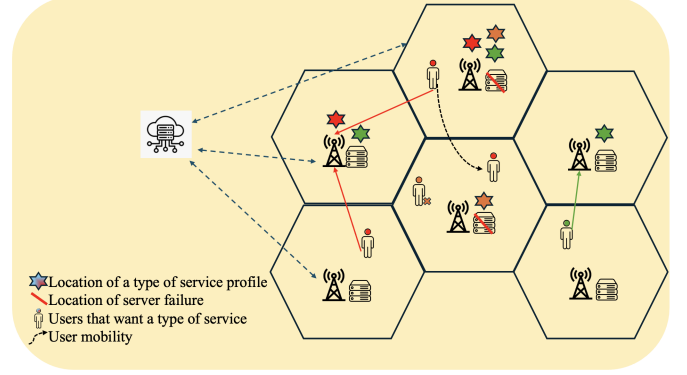 Location of a type of service profile
Location of server failure
Users that want a type of service
User mobility